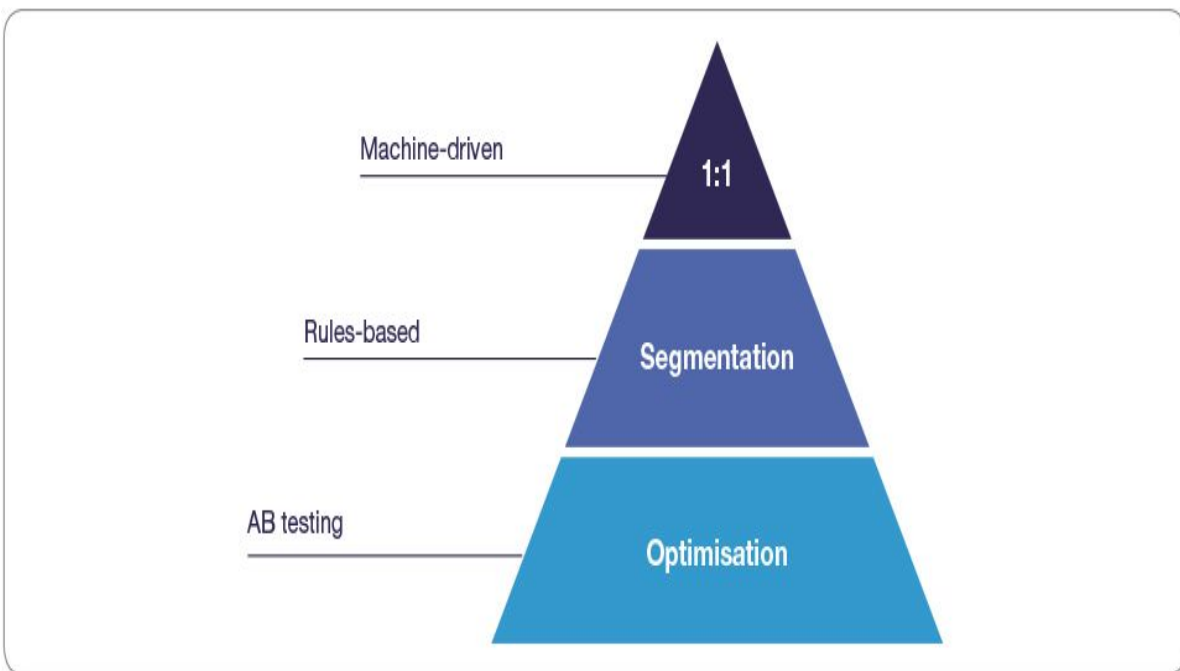 Machine-driven
1:1
Rules-based
Segmentation
AB testing
Optimisation